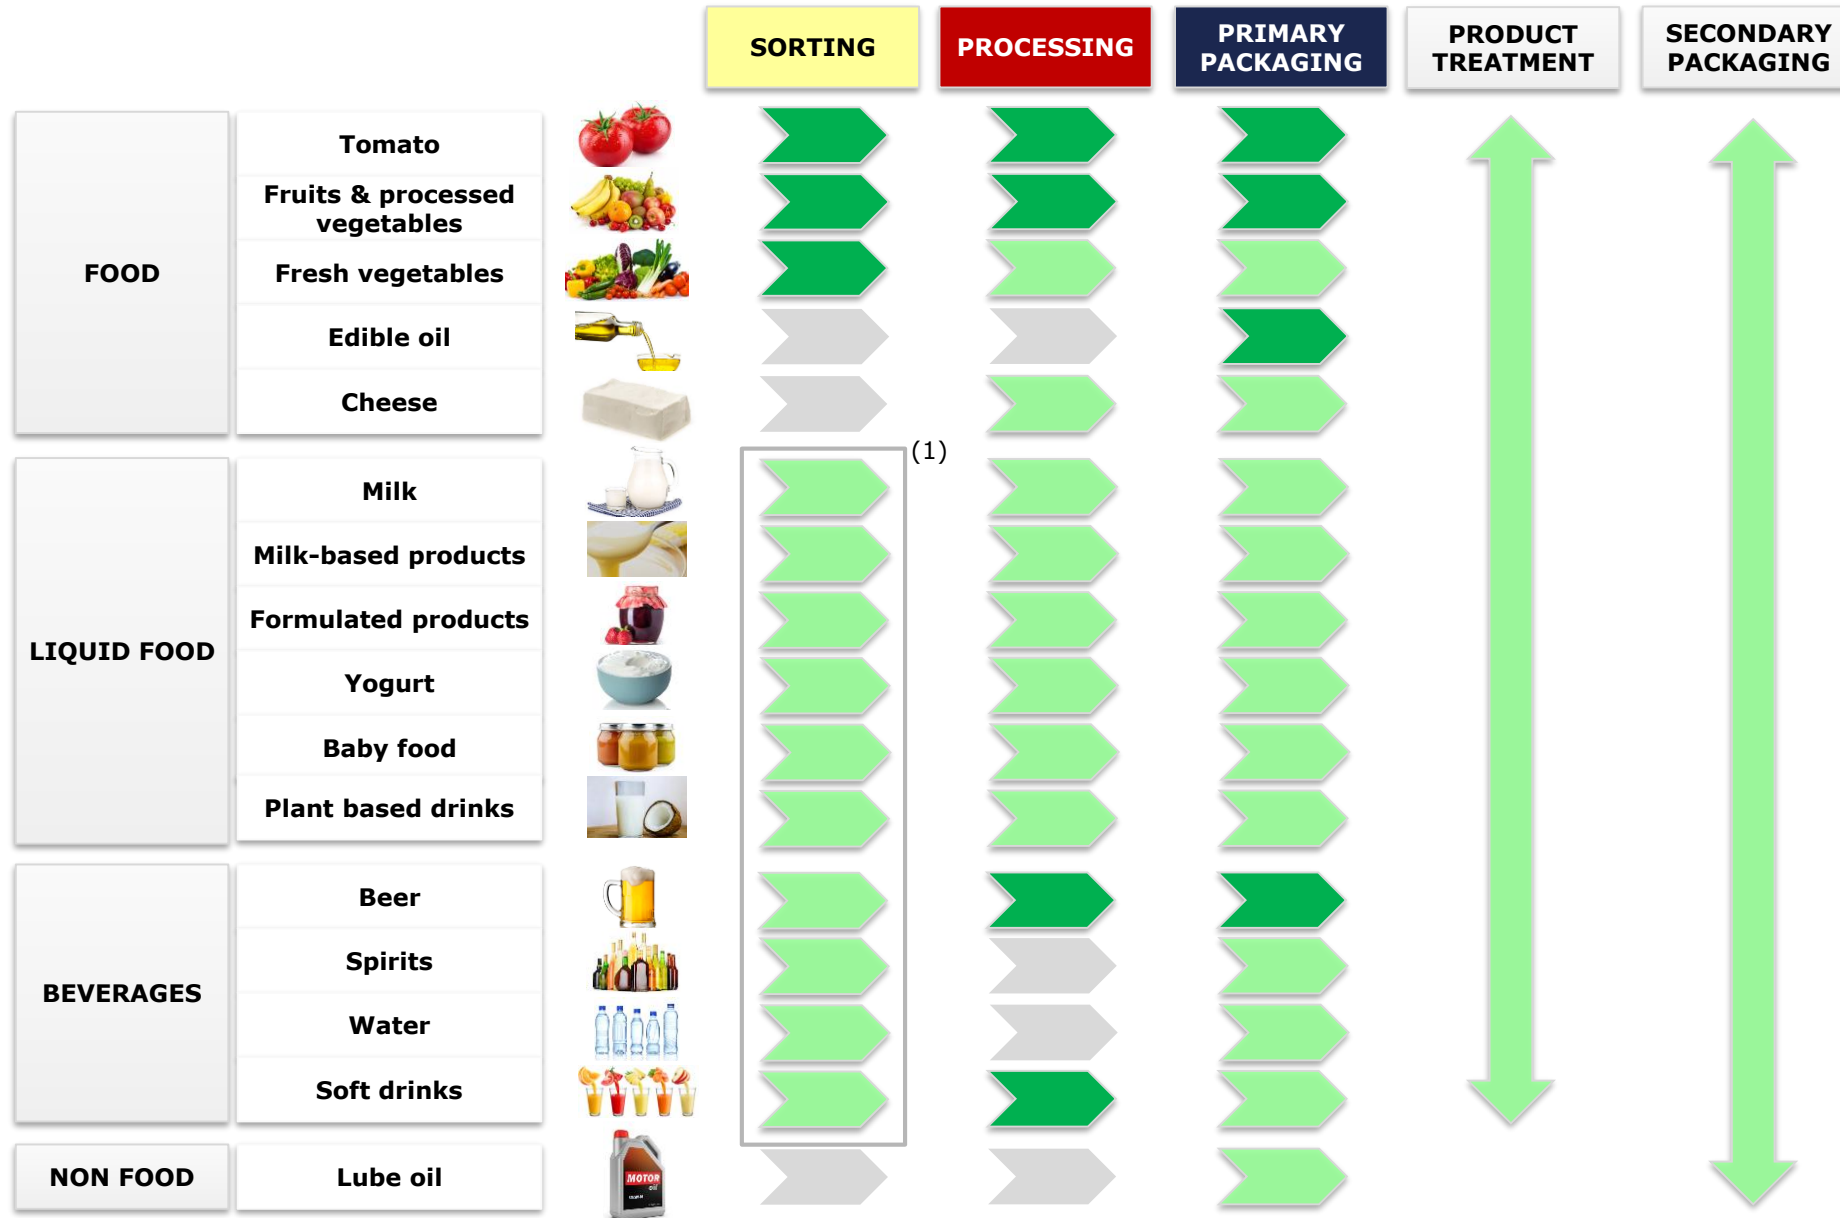 SORTING
PROCESSING
PRIMARY
PACKAGING
PRODUCT
TREATMENT
SECONDARY
PACKAGING
FOOD
Tomato
Fruits & processed
vegetables
Fresh vegetables
Edible oil
Cheese
(1)
LIQUID FOOD
Milk
Milk-based products
Formulated products
Yogurt
Baby food
Plant based drinks
BEVERAGES
Beer
Spirits
Water
Soft drinks
NON FOOD
Lube oil
MOTOR
oil